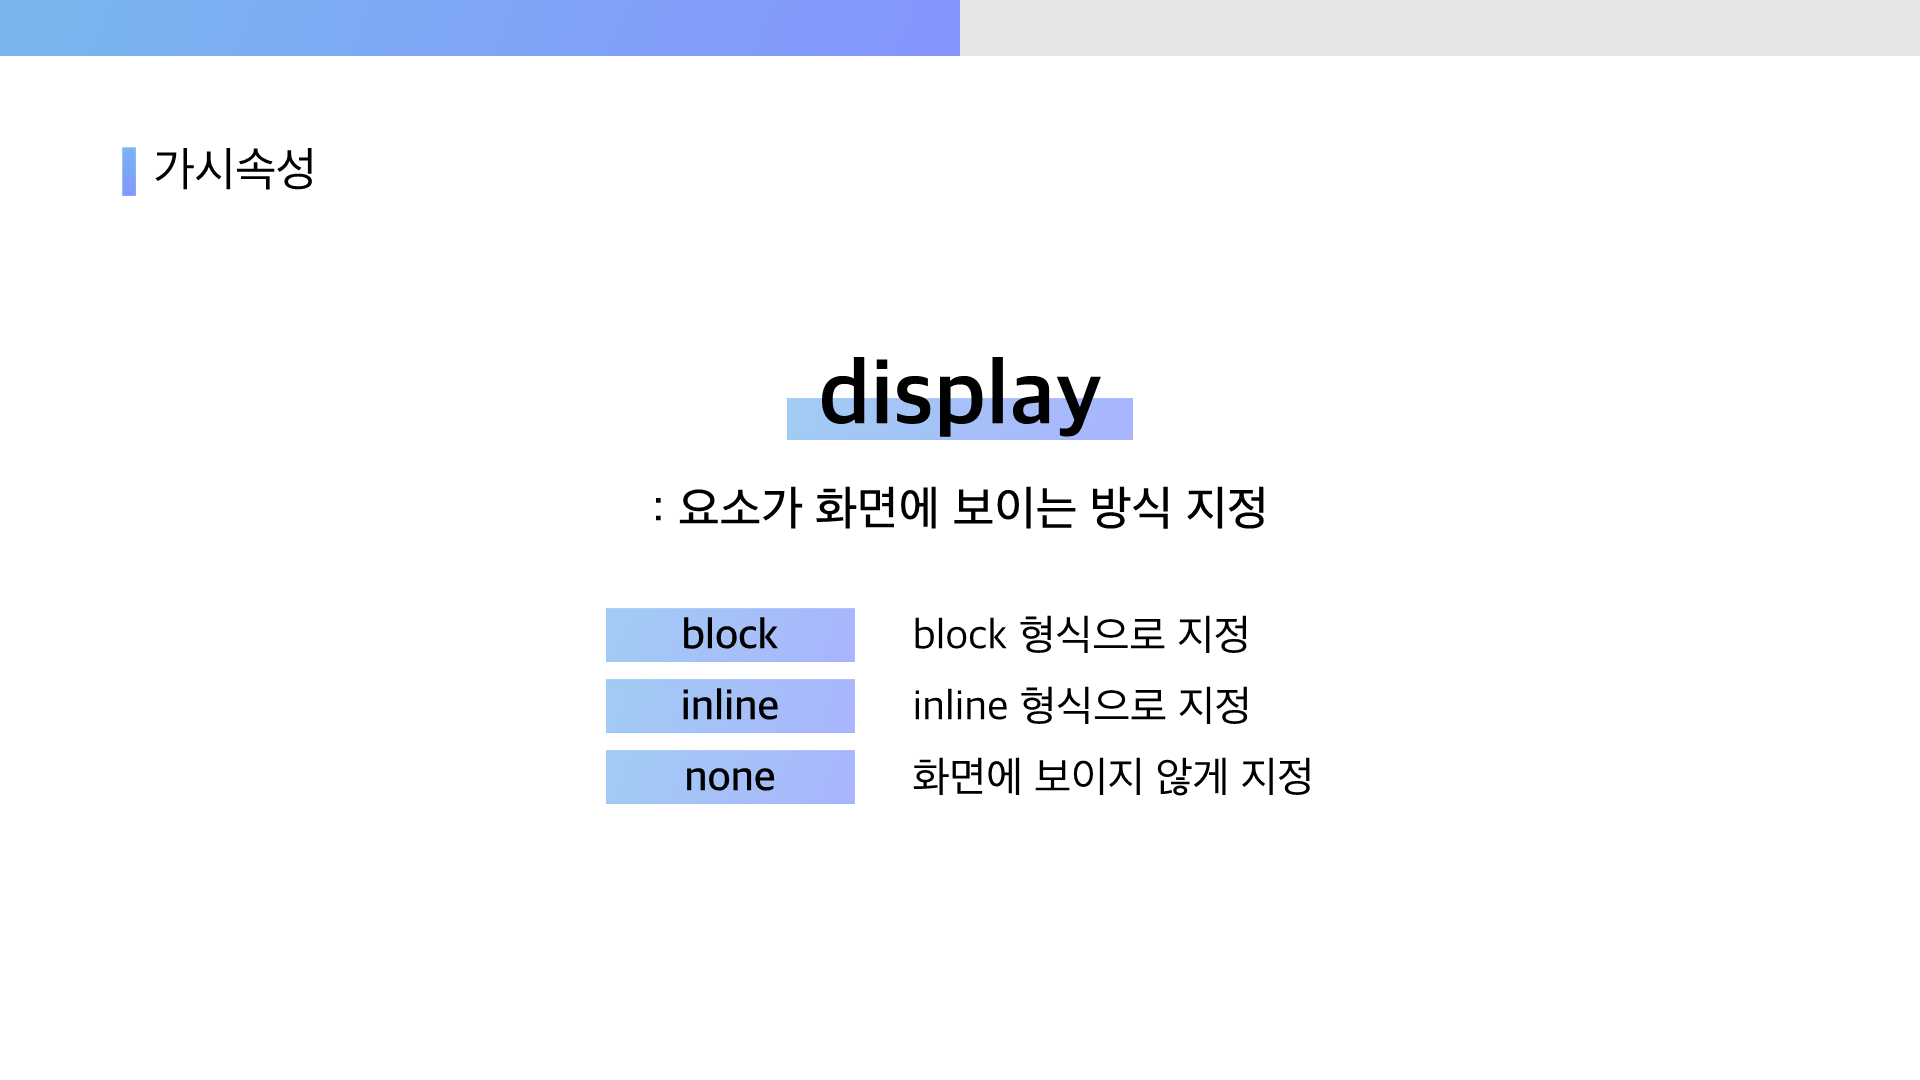 가시속성
display
: 요소가 화면에 보이는 방식 지정
block block 형식으로 지정
inline inline 형식으로 지정
none 화면에 보이지 않게 지정